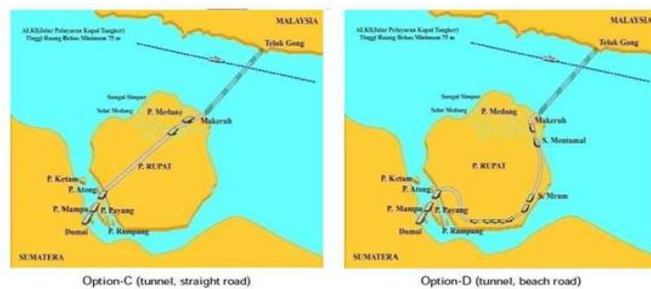 MALAYSIA
ALKI(Jalur Pelayaran Kapal Tangker)
Tinggi Ruang Bebas Minimum 75 m
Teluk Gong
Sungai Simpur
Selat Medang
P. Medang
Makeruh
P. RUPAT
P. Ketam
P. Atong
P. Mampu
P. Payung
Dumai
P. Rampang
SUMATERA
Option-C (tunnel, straight road)
MALAYSIA
ALKI(Jalur Pelayaran Kapal Tangker)
Tinggi Ruang Bebas Minimum 75 m
Teluk Gong
Sungai Simpur
Selat Medang
P. Medang
Makeruh
S. Mentumal
P. RUPAT
P. Ketam
P. Atong
S. Mrum
P. Mampu
P. Payung
Dumai
P. Rampang
SUMATERA
Option-D (tunnel, beach road)